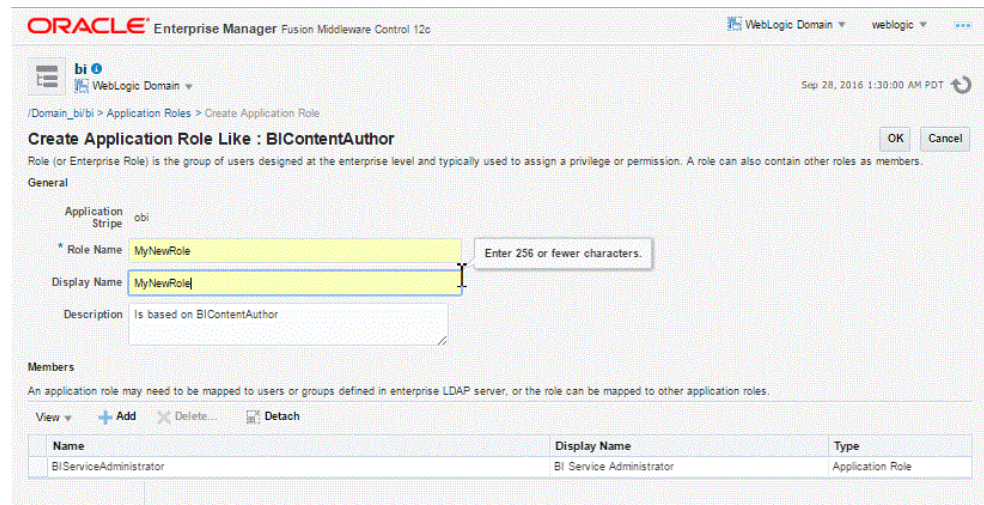 ORACLE Enterprise Manager Fusion Middleware Control 12c
WebLogic Domain
weblogic
bi
WebLogic Domain
Sep 28, 2016 1:30:00 AM PDT
/Domain_bi/bi > Application Roles > Create Application Role
Create Application Role Like : BIContentAuthor
OK
Cancel
Role (or Enterprise Role) is the group of users designed at the enterprise level and typically used to assign a privilege or permission. A role can also contain other roles as members.
General
Application
Stripe
obi
* Role Name MyNewRole
Enter 256 or fewer characters.
Display Name MyNewRole
Description Is based on BIContentAuthor
Members
An application role may need to be mapped to users or groups defined in enterprise LDAP server, or the role can be mapped to other application roles.
View Add Delete... Detach
Name Display Name Type
BIServiceAdministrator BI Service Administrator Application Role